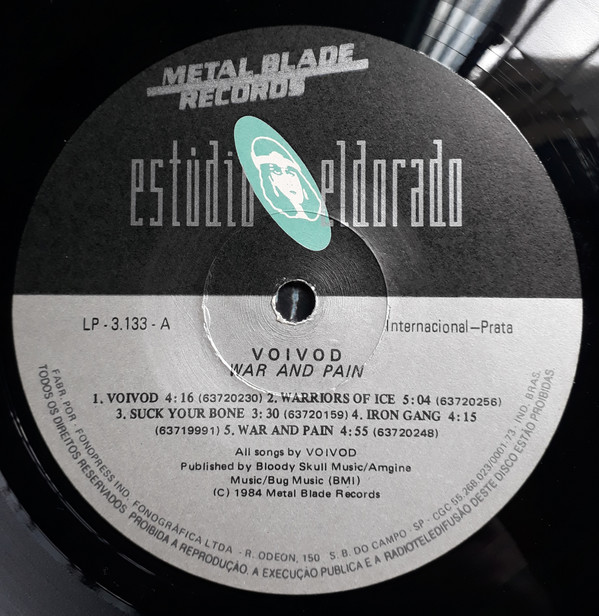 METAL BLADE
RECORDS
estúdio eldorado
LP - 3.133 - A
Internacional-Prata
VOIVOD
WAR AND PAIN
1. VOIVOD 4:16 (63720230) 2. WARRIORS OF ICE 5:04 (63720256)
3. SUCK YOUR BONE 3:30 (63720159) 4. IRON GANG 4:15
(63719991) 5. WAR AND PAIN 4:55 (63720248)
All songs by VOIVOD
Published by Bloody Skull Music/Amgine
Music/Bug Music (BMI)
(C) 1984 Metal Blade Records
FABR. POR - FONOPRESS IND. FONOGRÁFICA LTDA - R. ODEON, 150 S. B. DO CAMPO - SP - CGC 55.268.023/0001-73 - IND. BRAS.
TODOS OS DIREITOS RESERVADOS. PROIBIDA A REPRODUÇÃO, A EXECUÇÃO PUBLICA E A RADIOTELEDIFUSÃO DESTE DISCO ESTÃO PROIBIDAS